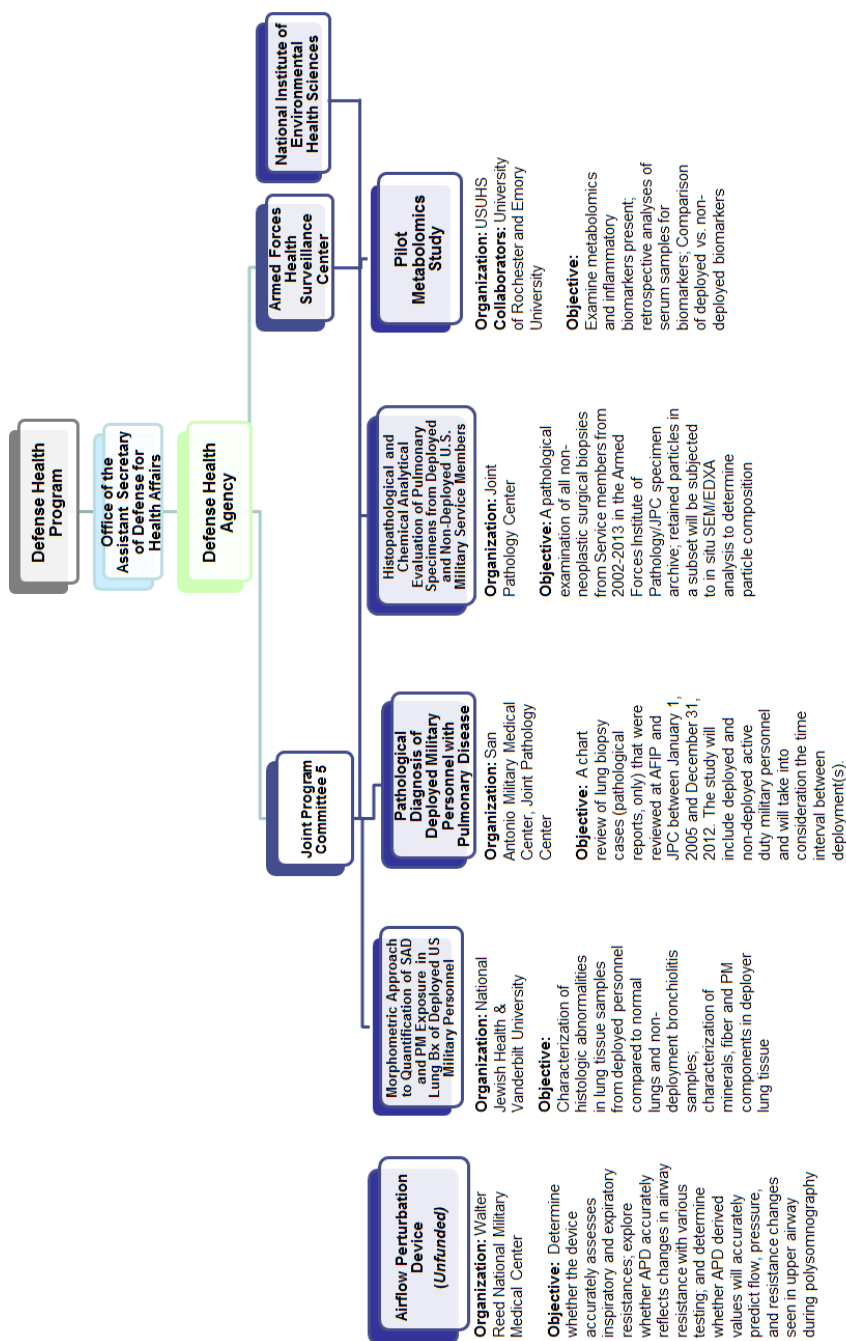 Defense Health
Program
Office of the
Assistant Secretary
of Defense for
Health Affairs
Defense Health
Agency
Joint Program
Committee 5
Armed Forces
Health
Surveillance
Center
National Institute of
Environmental
Health Sciences
Airflow Perturbation
Device
(Unfunded)
Organization: Walter
Reed National Military
Medical Center
Objective: Determine
whether the device
accurately assesses
inspiratory and expiratory
resistances; explore
whether APD accurately
reflects changes in airway
resistance with various
testing; and determine
whether APD derived
values will accurately
predict flow, pressure,
and resistance changes
seen in upper airway
during polysomnography
Morphometric Approach
to Quantification of SAD
and PM Exposure in
Lung Bx of Deployed US
Military Personnel
Organization: National
Jewish Health &
Vanderbilt University
Objective:
Characterization of
histologic abnormalities
in lung tissue samples
from deployed personnel
compared to normal
lungs and non-
deployment bronchiolitis
samples;
characterization of
minerals, fiber and PM
components in deployer
lung tissue
Pathological
Diagnosis of
Deployed Military
Personnel with
Pulmonary Disease
Organization: San
Antonio Military Medical
Center, Joint Pathology
Center
Objective: A chart
review of lung biopsy
cases (pathological
reports, only) that were
reviewed at AFIP and
JPC between January 1,
2005 and December 31,
2012. The study will
include deployed and
non-deployed active
duty military personnel
and will take into
consideration the time
interval between
deployment(s).
Histopathological and
Chemical Analytical
Evaluation of Pulmonary
Specimens from Deployed
and Non-Deployed U.S.
Military Service Members
Organization: Joint
Pathology Center
Objective: A pathological
examination of all non-
neoplastic surgical biopsies
from Service members from
2002-2013 in the Armed
Forces Institute of
Pathology/JPC specimen
archive; retained particles in
a subset will be subjected
to in situ SEM/EDXA
analysis to determine
particle composition
Pilot
Metabolomics
Study
Organization: USUHS
Collaborators: University
of Rochester and Emory
University
Objective:
Examine metabolomics
and inflammatory
biomarkers present;
retrospective analyses of
serum samples for
biomarkers; Comparison
of deployed vs. non-
deployed biomarkers